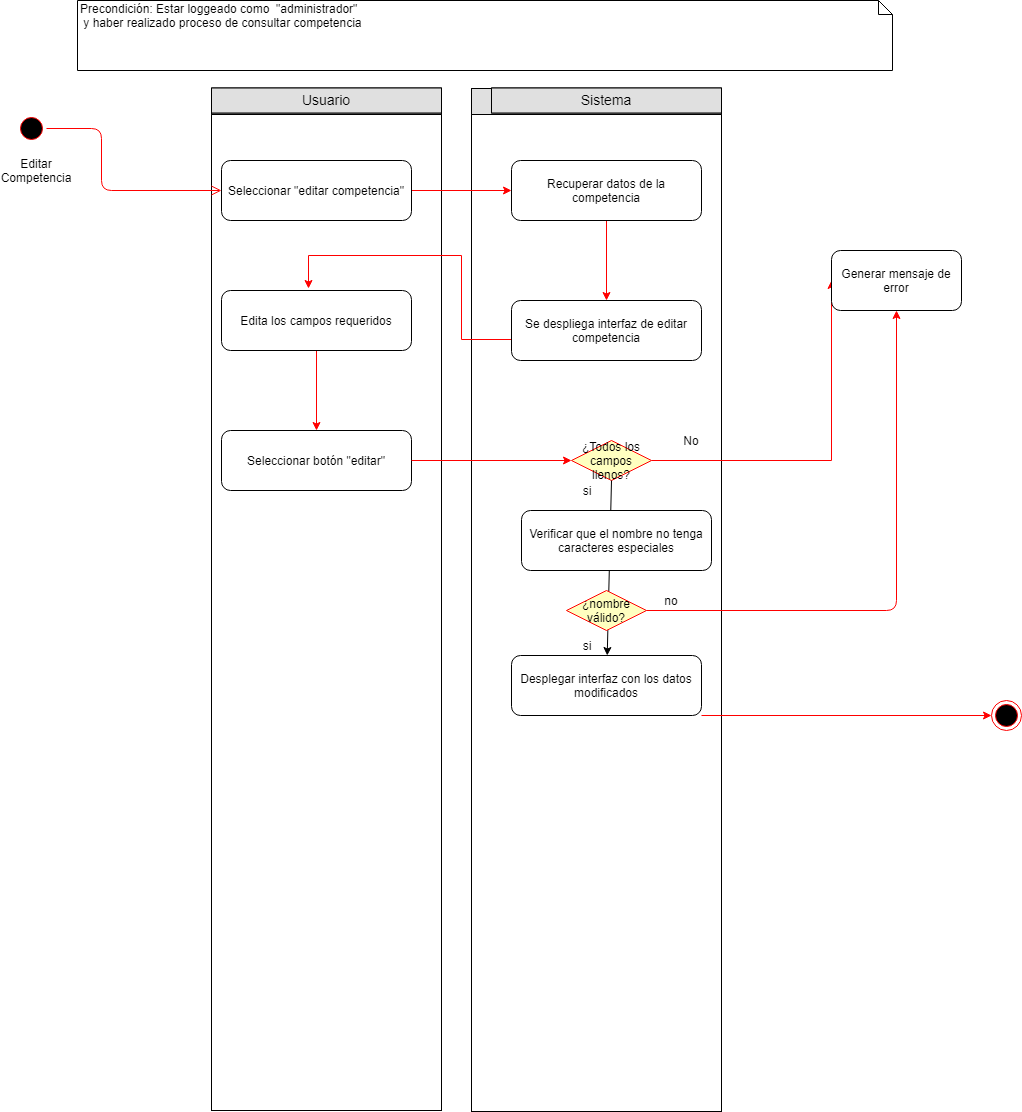 Precondición: Estar loggeado como "administrador"
y haber realizado proceso de consultar competencia
Usuario
Sistema
Editar
Competencia
Seleccionar "editar competencia"
Recuperar datos de la
competencia
Generar mensaje de
error
Edita los campos requeridos
Se despliega interfaz de editar
competencia
Seleccionar botón "editar"
¿Todos los
campos
llenos?
No
si
Verificar que el nombre no tenga
caracteres especiales
¿nombre
válido?
no
si
Desplegar interfaz con los datos
modificados